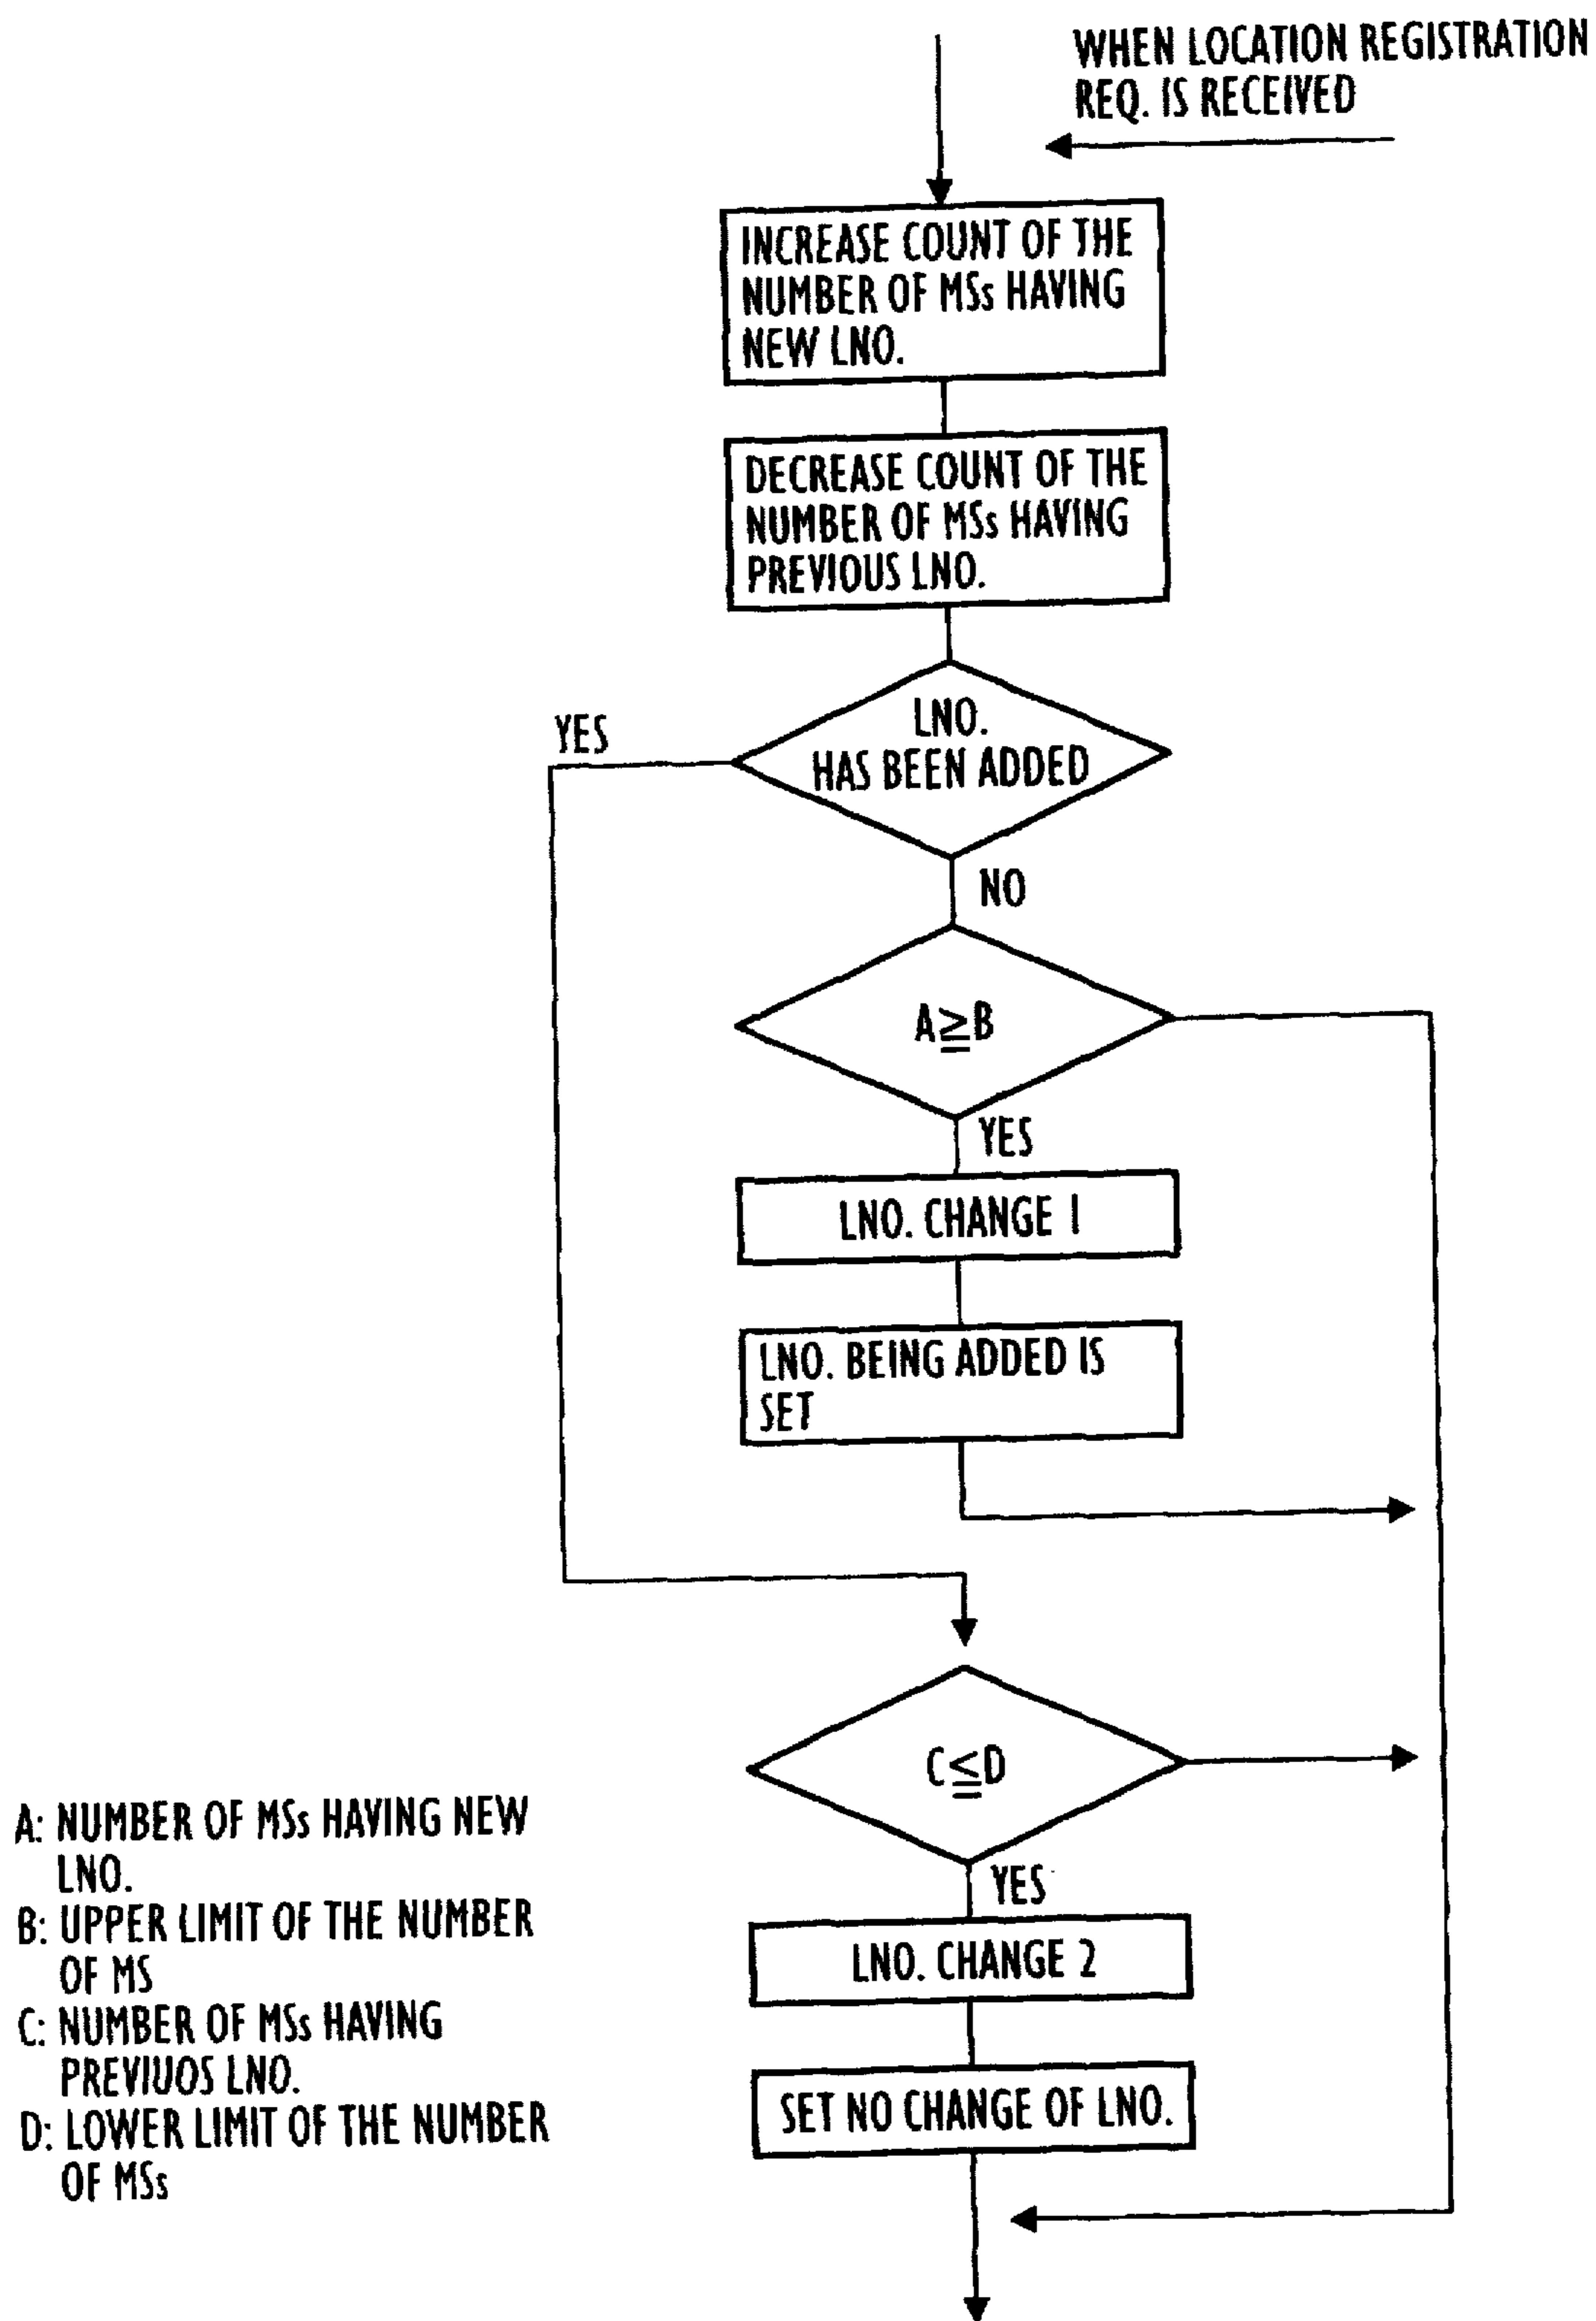 WHEN LOCATION REGISTRATION
REQ. IS RECEIVED
INCREASE COUNT OF THE
NUMBER OF MSs HAVING
NEW LNO.
DECREASE COUNT OF THE
NUMBER OF MSs HAVING
PREVIOUS LNO.
LNO.
HAS BEEN ADDED
YES
NO
A≧B
YES
LNO. CHANGE 1
LNO. BEING ADDED IS
SET
C≦D
YES
LNO. CHANGE 2
SET NO CHANGE OF LNO.
A: NUMBER OF MSs HAVING NEW
LNO.
B: UPPER LIMIT OF THE NUMBER
OF MS
C: NUMBER OF MSs HAVING
PREVIUOS LNO.
D: LOWER LIMIT OF THE NUMBER
OF MSs